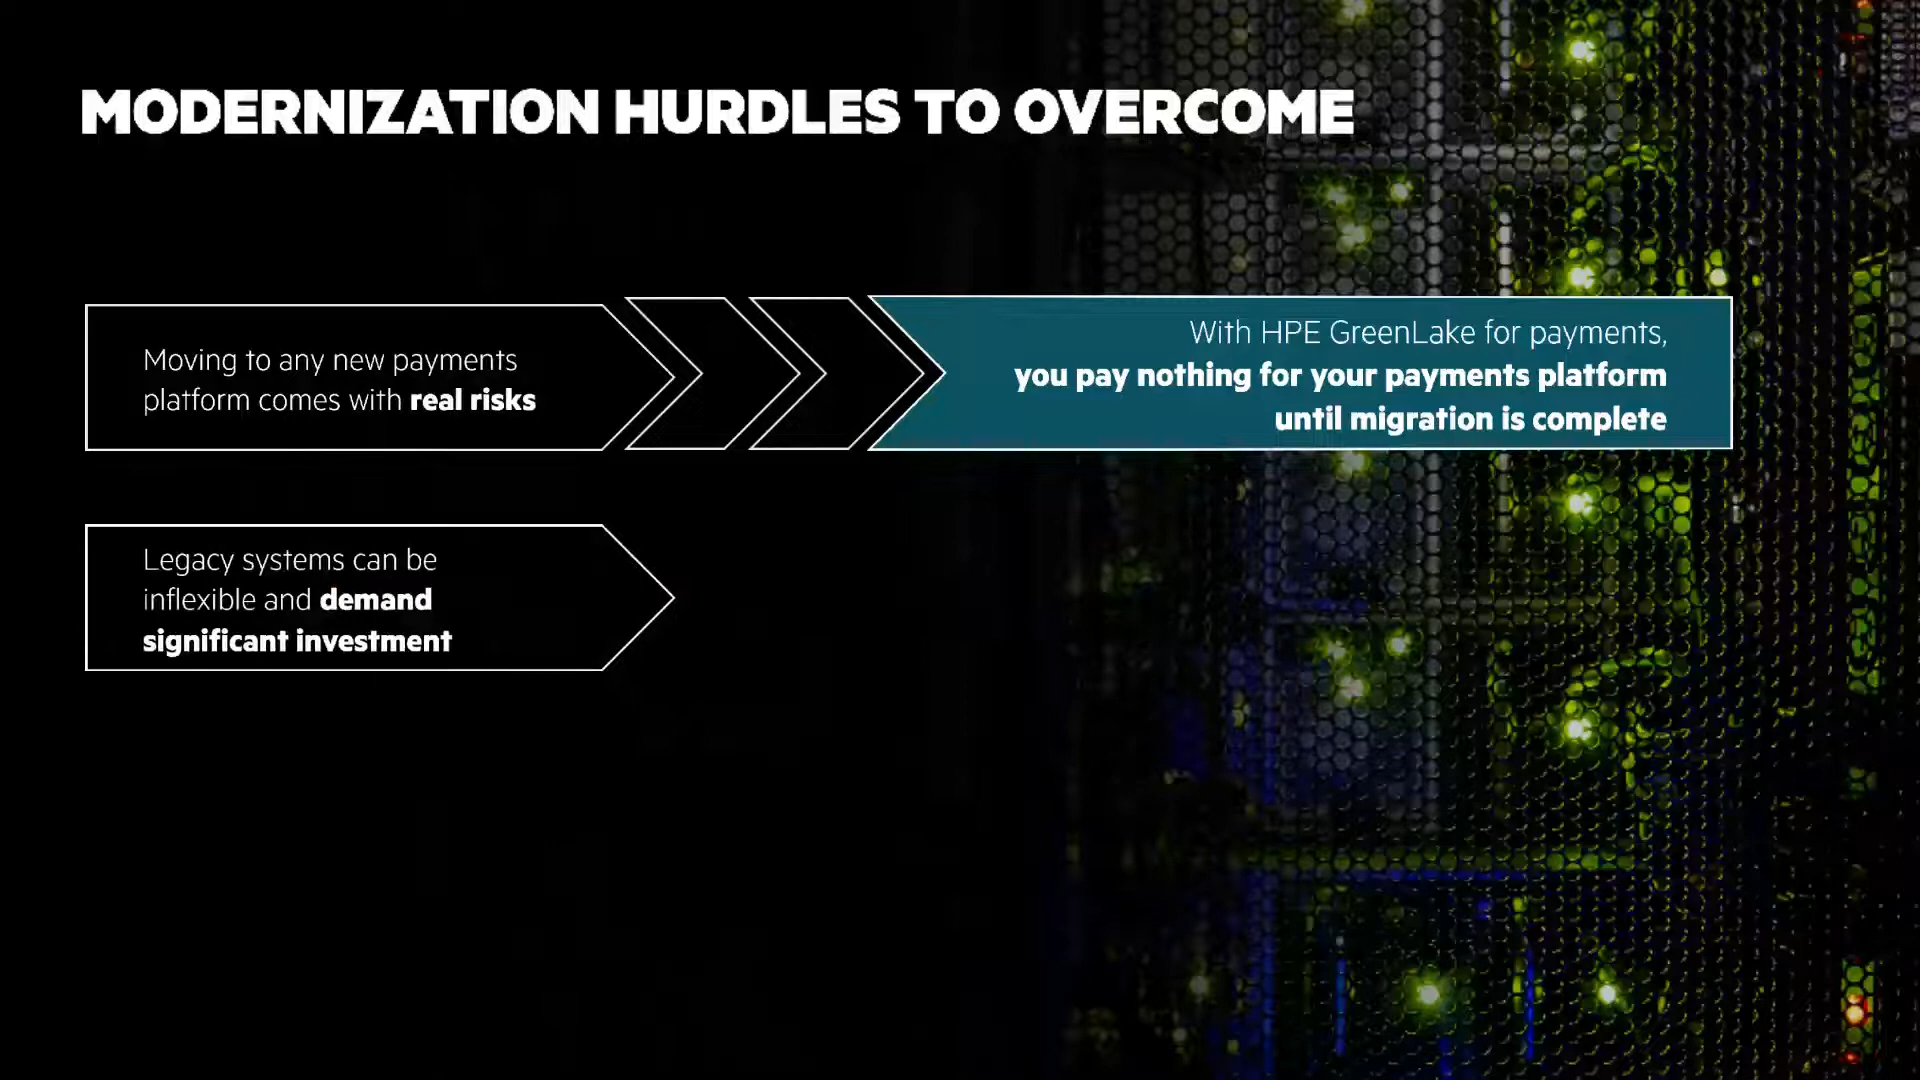 MODERNIZATION HURDLES TO OVERCOME
Moving to any new payments
platform comes with real risks
With HPE GreenLake for payments,
you pay nothing for your payments platform
until migration is complete
Legacy systems can be
inflexible and demand
significant investment